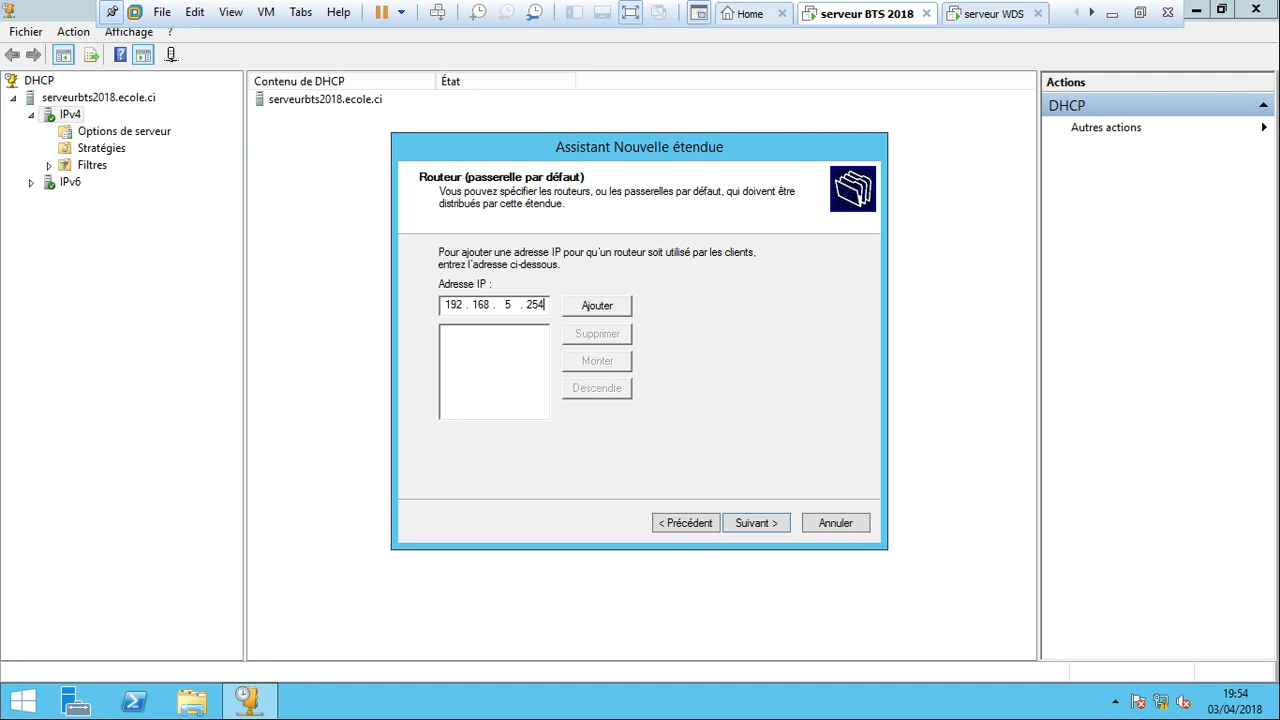 File Edit View VM Tabs Help
Home serveur BTS 2018 serveur WDS
Fichier Action Affichage ?
DHCP
serveurbts2018.ecole.ci
IPv4
Options de serveur
Stratégies
Filtres
IPv6
Contenu de DHCP État
serveurbts2018.ecole.ci
Actions
DHCP
Autres actions
Assistant Nouvelle étendue
Routeur (passerelle par défaut)
Vous pouvez spécifier les routeurs, ou les passerelles par défaut, qui doivent être
distribués par cette étendue.
Pour ajouter une adresse IP pour qu'un routeur soit utilisé par les clients,
entrez l'adresse ci-dessous.
Adresse IP :
192 . 168 . 5 . 254 Ajouter
Supprimer
Monter
Descendre
< Précédent Suivant > Annuler
19:54
03/04/2018